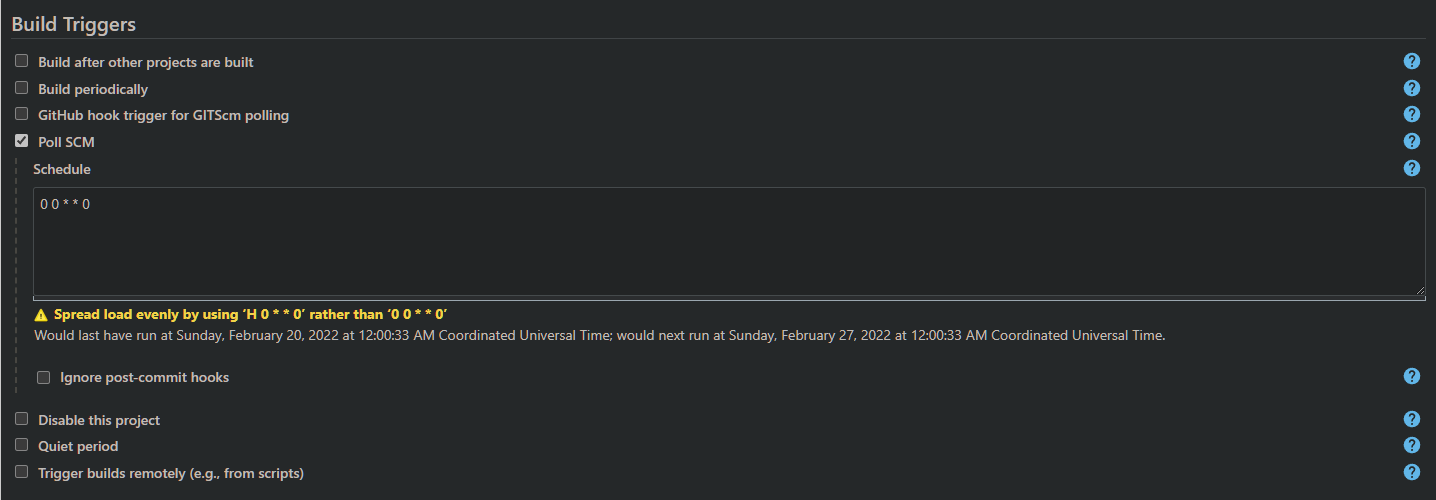 Build Triggers
Build after other projects are built
Build periodically
GitHub hook trigger for GITScm polling
Poll SCM
Schedule
0 0 * * 0
Spread load evenly by using ‘H 0 * * 0’ rather than ‘0 0 * * 0’
Would last have run at Sunday, February 20, 2022 at 12:00:33 AM Coordinated Universal Time; would next run at Sunday, February 27, 2022 at 12:00:33 AM Coordinated Universal Time.
Ignore post-commit hooks
Disable this project
Quiet period
Trigger builds remotely (e.g., from scripts)